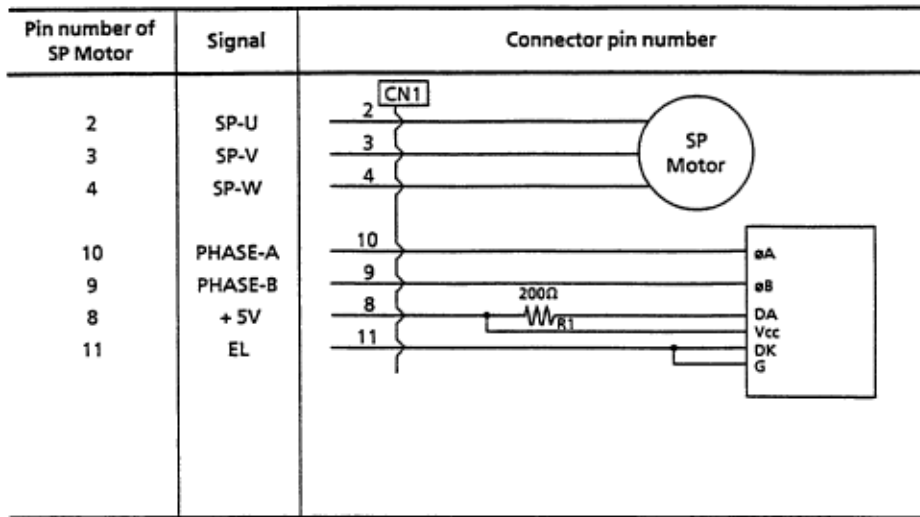 Pin number of
SP Motor
Signal
Connector pin number
CN1
2 SP-U 2
3 SP-V 3
4 SP-W 4
SP
Motor
10 PHASE-A 10 øA
9 PHASE-B 9 øB
200Ω
8 +5V 8 R1 DA
Vcc
11 EL 11 DK
G